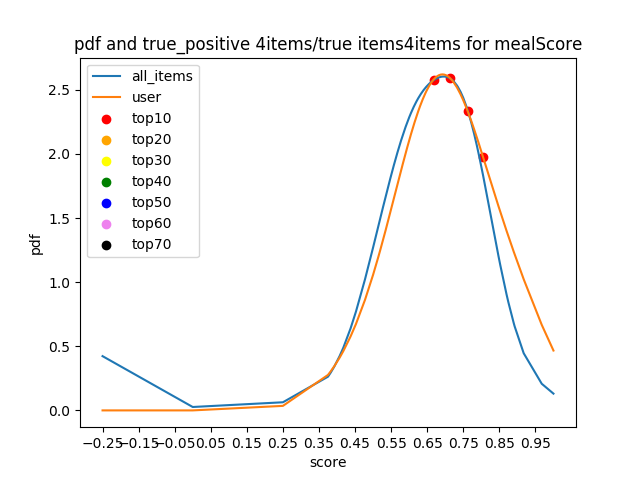 pdf and true_positive 4items/true items4items for mealScore
all_items
user
top10
top20
top30
top40
top50
top60
top70
pdf
2.5
2.0
1.5
1.0
0.5
0.0
−0.25 −0.15 −0.05 0.05 0.15 0.25 0.35 0.45 0.55 0.65 0.75 0.85 0.95
score